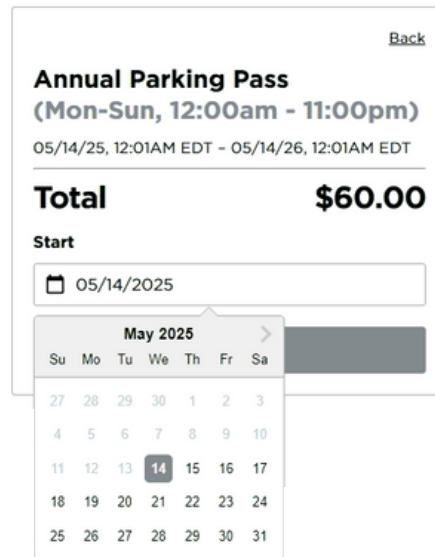 Back
Annual Parking Pass
(Mon-Sun, 12:00am - 11:00pm)
05/14/25, 12:01AM EDT – 05/14/26, 12:01AM EDT
Total $60.00
Start
05/14/2025
May 2025
Su Mo Tu We Th Fr Sa
27 28 29 30 1 2 3
4 5 6 7 8 9 10
11 12 13 14 15 16 17
18 19 20 21 22 23 24
25 26 27 28 29 30 31